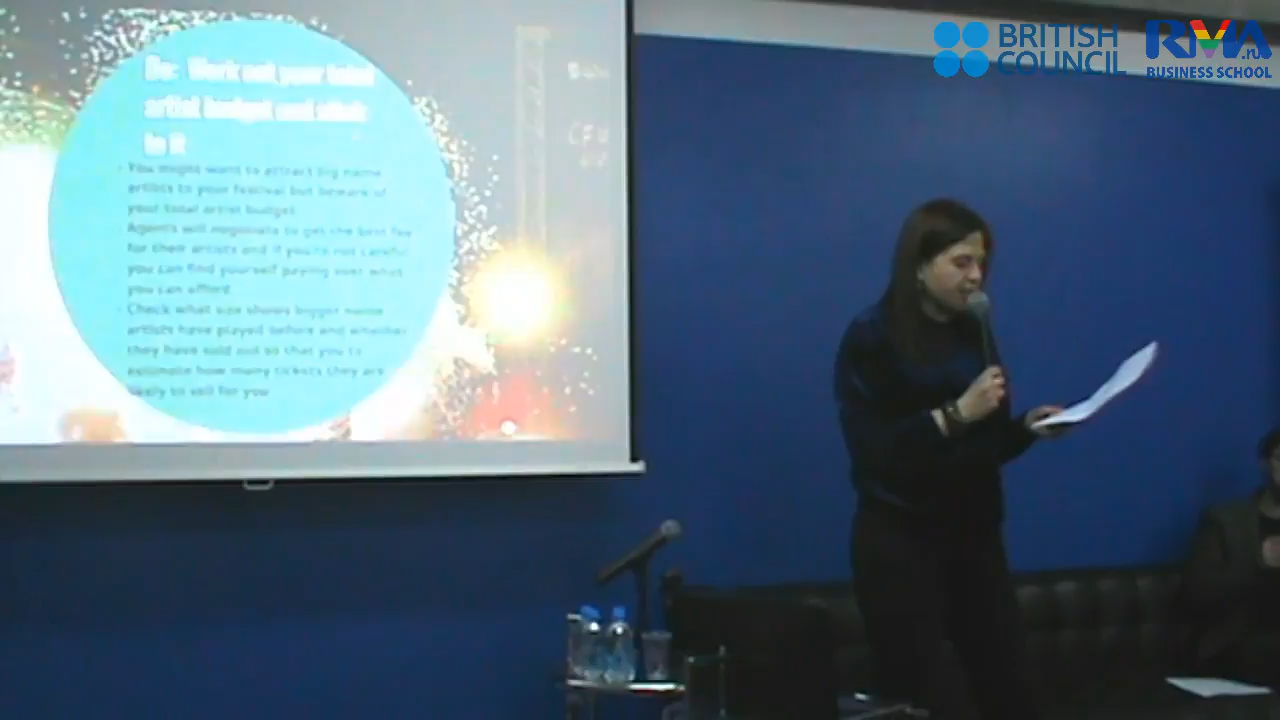 Do: Work out your total
artist budget and stick
to it
- You might want to attract big name
artists to your festival but beware of
your total artist budget.
Agents will negotiate to get the best fee
for their artists and if you're not careful
you can find yourself paying over what
you can afford
- Check what size shows bigger name
artists have played before and whether
they have sold out so that you to
estimate how many tickets they are
likely to sell for you
BRITISH
COUNCIL
RMA
.ru
BUSINESS SCHOOL